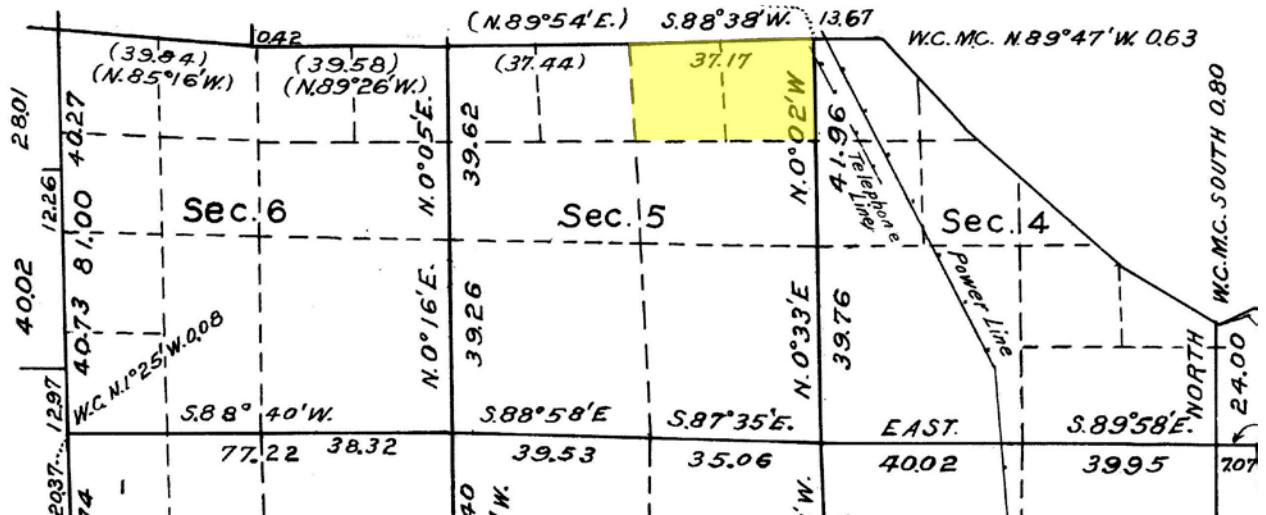 (N.89°54'E.) S.88°38'W. 13.67
0.42
(39.84) (39.58) (37.44) 37.17
(N.85°16'W.) (N.89°26'W.)
W.C.MC. N.89°47'W. 0.63
28.01
40.27
N.0°05'E.
39.62
N.0°02'W
41.96
Telephone
Line
W.C.M.C. SOUTH 0.80
12.26
81.00
Sec. 6
Sec. 5
Sec. 4
40.02
40.73
W.C. N.1°25'W. 0.08
N.0°16'E.
39.26
N.0°33'E
39.76
Power Line
NORTH
24.00
12.97
S.88° 40'W.
S.88°58'E
S.87°35'E.
EAST.
S.89°58'E.
77.22
38.32
39.53
35.06
40.02
39.95
7.07
20.37
74
40
'W.
'W.